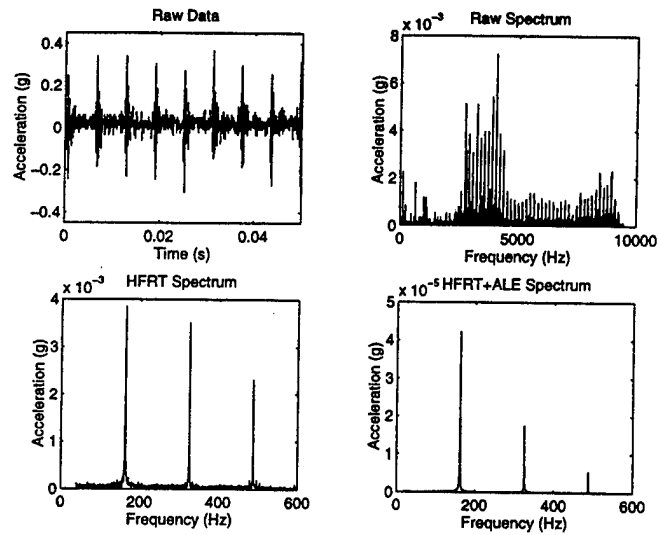 Raw Data
0.4
0.2
0
−0.2
−0.4
Acceleration (g)
0 0.02 0.04
Time (s)
Raw Spectrum
x 10⁻³
8
6
4
2
0
Acceleration (g)
0 5000 10000
Frequency (Hz)
HFRT Spectrum
x 10⁻³
4
3
2
1
0
Acceleration (g)
0 200 400 600
Frequency (Hz)
x 10⁻⁵ HFRT+ALE Spectrum
5
4
3
2
1
0
Acceleration (g)
0 200 400 600
Frequency (Hz)